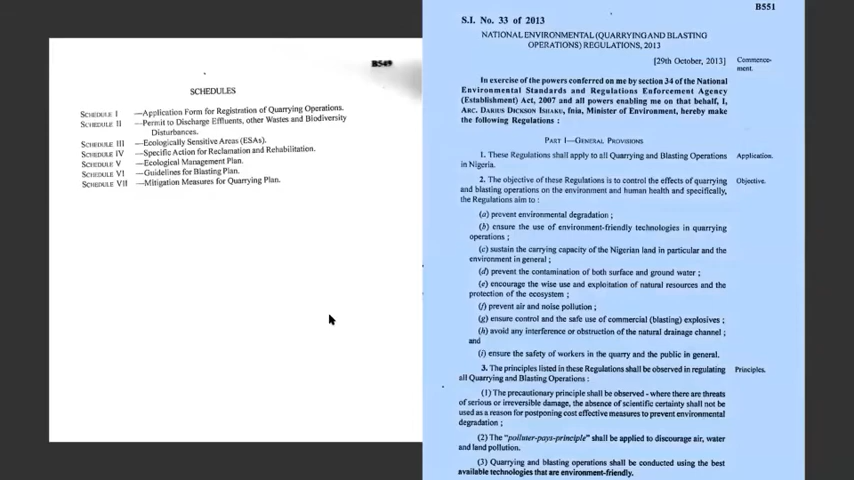 B549
SCHEDULES
SCHEDULE I —Application Form for Registration of Quarrying Operations.
SCHEDULE II —Permit to Discharge Effluents, other Wastes and Biodiversity
Disturbances.
SCHEDULE III —Ecologically Sensitive Areas (ESAs).
SCHEDULE IV —Specific Action for Reclamation and Rehabilitation.
SCHEDULE V —Ecological Management Plan.
SCHEDULE VI —Guidelines for Blasting Plan.
SCHEDULE VII —Mitigation Measures for Quarrying Plan.
B551
S.I. No. 33 of 2013
NATIONAL ENVIRONMENTAL (QUARRYING AND BLASTING
OPERATIONS) REGULATIONS, 2013
[29th October, 2013]
Commence-
ment.
In exercise of the powers conferred on me by section 34 of the National
Environmental Standards and Regulations Enforcement Agency
(Establishment) Act, 2007 and all powers enabling me on that behalf, I,
ARC. DARIUS DICKSON ISHAKU, fnia, Minister of Environment, hereby make
the following Regulations :
PART I—GENERAL PROVISIONS
1. These Regulations shall apply to all Quarrying and Blasting Operations
in Nigeria.
Application.
2. The objective of these Regulations is to control the effects of quarrying
and blasting operations on the environment and human health and specifically,
the Regulations aim to :
Objective.
(a) prevent environmental degradation ;
(b) ensure the use of environment-friendly technologies in quarrying
operations ;
(c) sustain the carrying capacity of the Nigerian land in particular and the
environment in general ;
(d) prevent the contamination of both surface and ground water ;
(e) encourage the wise use and exploitation of natural resources and the
protection of the ecosystem ;
(f) prevent air and noise pollution ;
(g) ensure control and the safe use of commercial (blasting) explosives ;
(h) avoid any interference or obstruction of the natural drainage channel ;
and
(i) ensure the safety of workers in the quarry and the public in general.
3. The principles listed in these Regulations shall be observed in regulating
all Quarrying and Blasting Operations :
Principles.
(1) The precautionary principle shall be observed - where there are threats
of serious or irreversible damage, the absence of scientific certainty shall not be
used as a reason for postponing cost effective measures to prevent environmental
degradation ;
(2) The "polluter-pays-principle" shall be applied to discourage air, water
and land pollution.
(3) Quarrying and blasting operations shall be conducted using the best
available technologies that are environment-friendly.